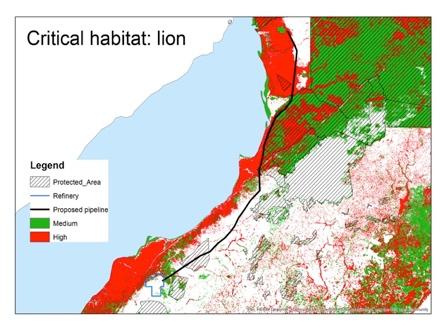 Critical habitat: lion
Legend
Protected_Area
Refinery
Proposed pipeline
Medium
High